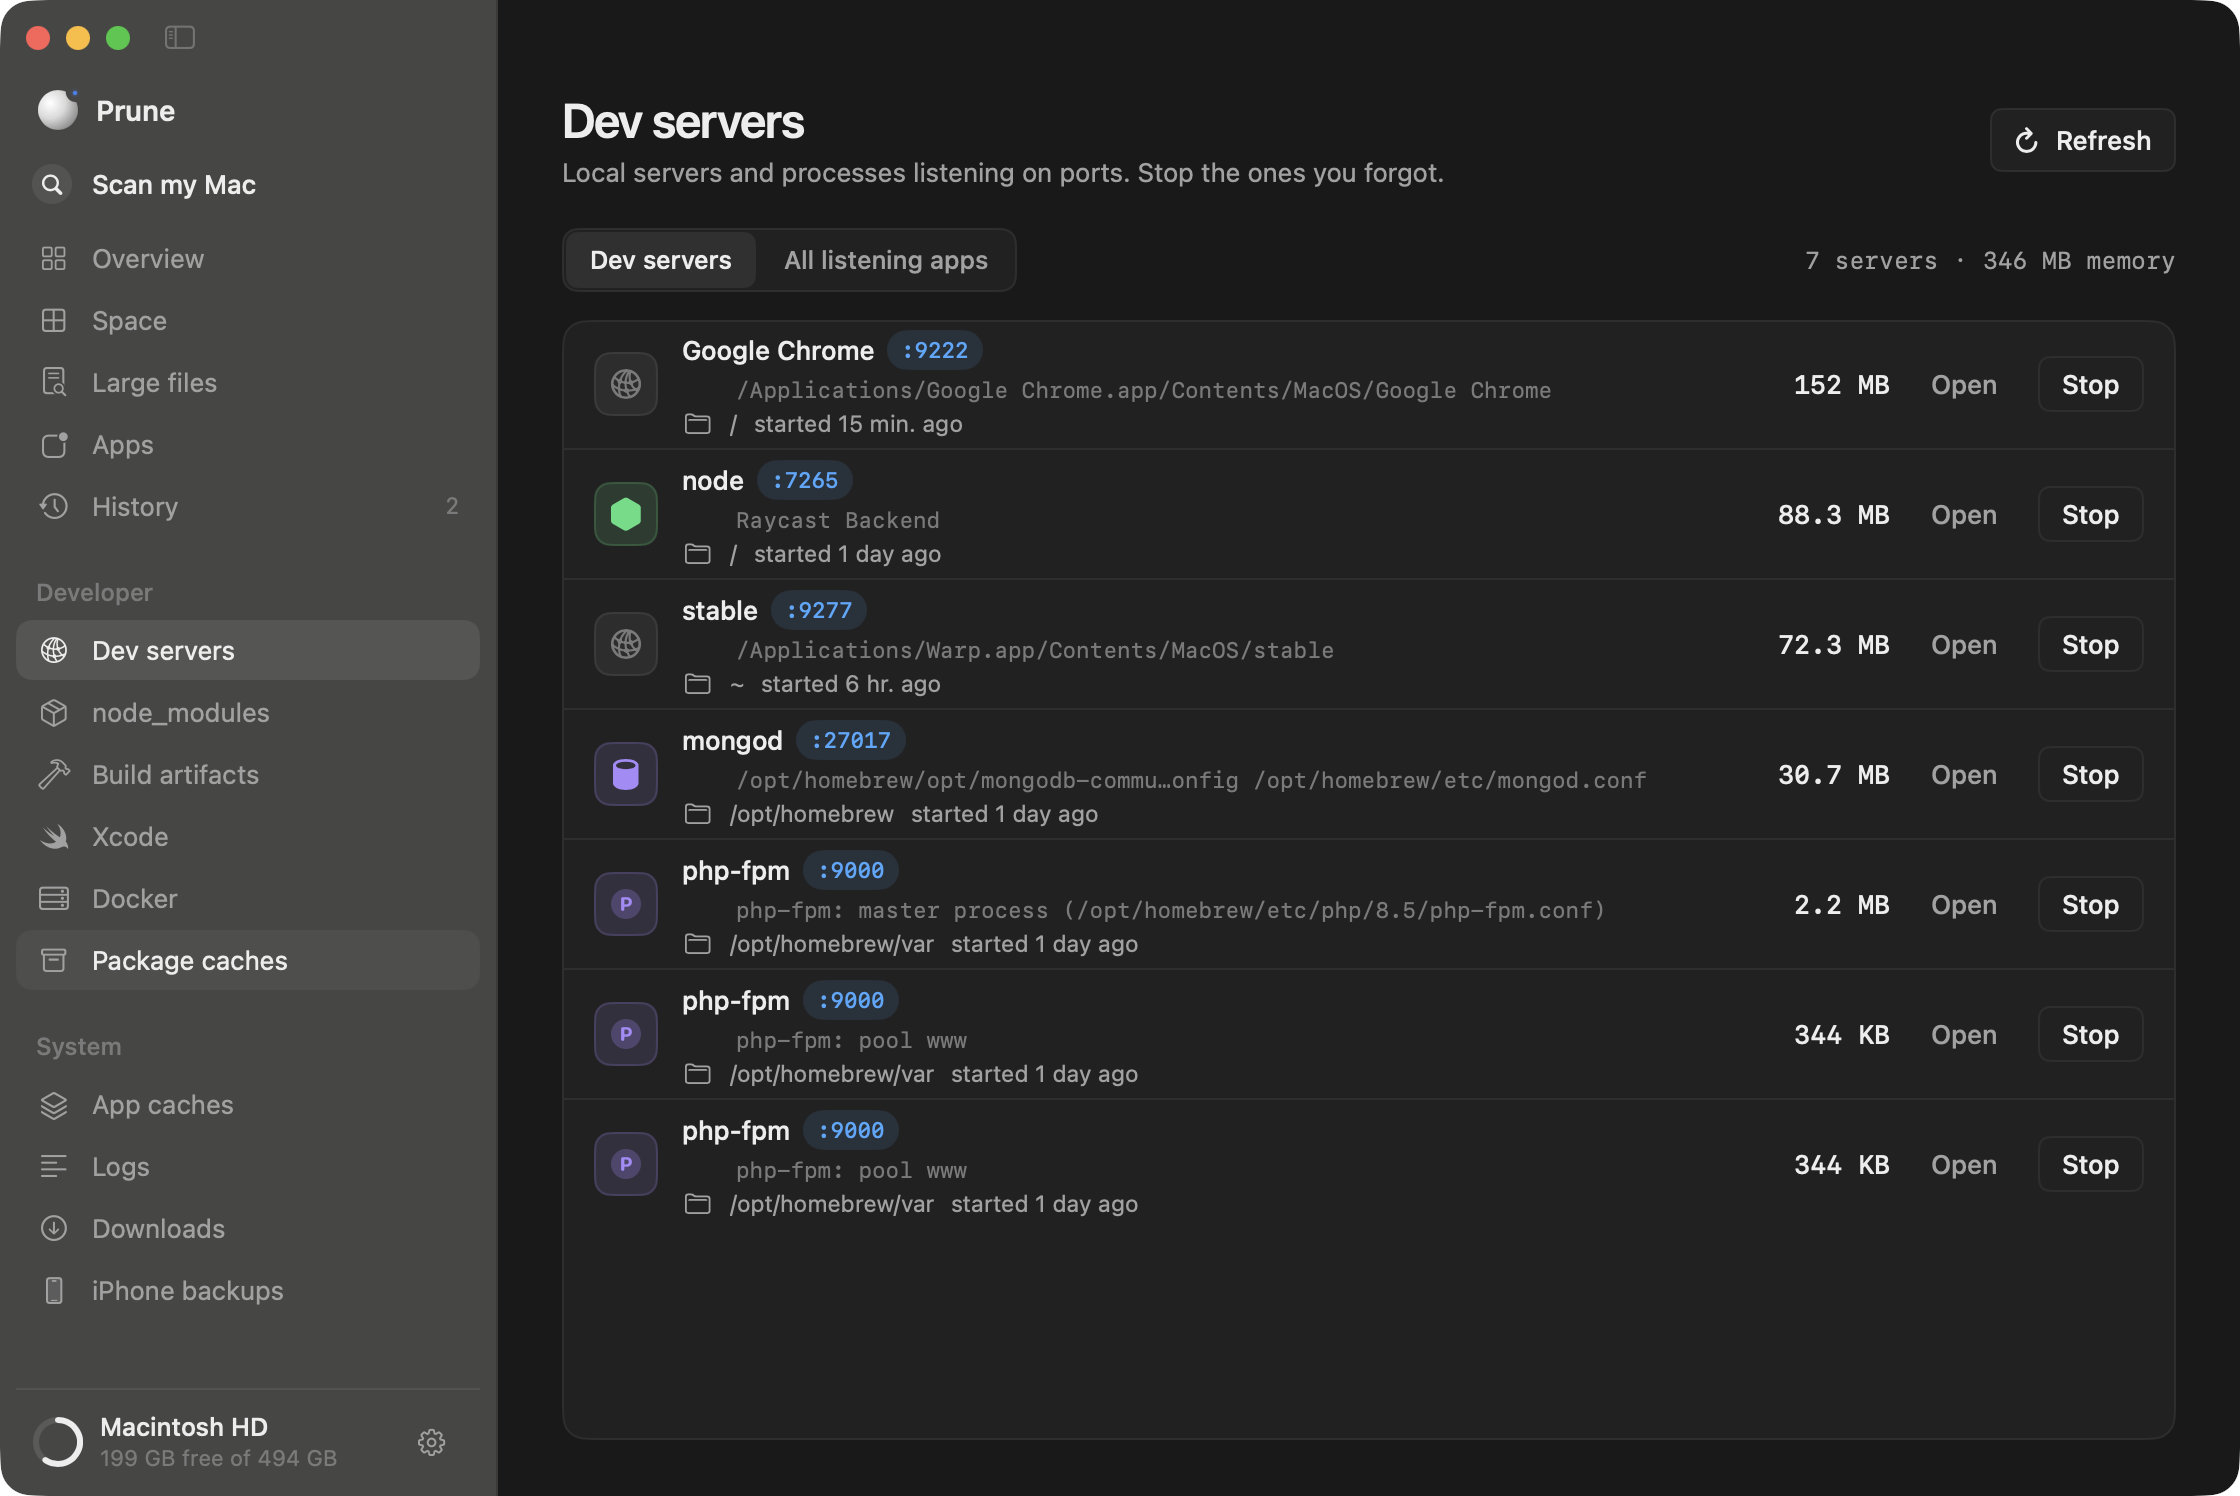 Prune
Scan my Mac
Overview
Space
Large files
Apps
History 2
Developer
Dev servers
node_modules
Build artifacts
Xcode
Docker
Package caches
System
App caches
Logs
Downloads
iPhone backups
Macintosh HD
199 GB free of 494 GB
Dev servers
Local servers and processes listening on ports. Stop the ones you forgot.
Refresh
Dev servers All listening apps
7 servers · 346 MB memory
Google Chrome :9222
/Applications/Google Chrome.app/Contents/MacOS/Google Chrome
/ started 15 min. ago
152 MB Open Stop
node :7265
Raycast Backend
/ started 1 day ago
88.3 MB Open Stop
stable :9277
/Applications/Warp.app/Contents/MacOS/stable
~ started 6 hr. ago
72.3 MB Open Stop
mongod :27017
/opt/homebrew/opt/mongodb-commu…onfig /opt/homebrew/etc/mongod.conf
/opt/homebrew started 1 day ago
30.7 MB Open Stop
P
php-fpm :9000
php-fpm: master process (/opt/homebrew/etc/php/8.5/php-fpm.conf)
/opt/homebrew/var started 1 day ago
2.2 MB Open Stop
P
php-fpm :9000
php-fpm: pool www
/opt/homebrew/var started 1 day ago
344 KB Open Stop
P
php-fpm :9000
php-fpm: pool www
/opt/homebrew/var started 1 day ago
344 KB Open Stop